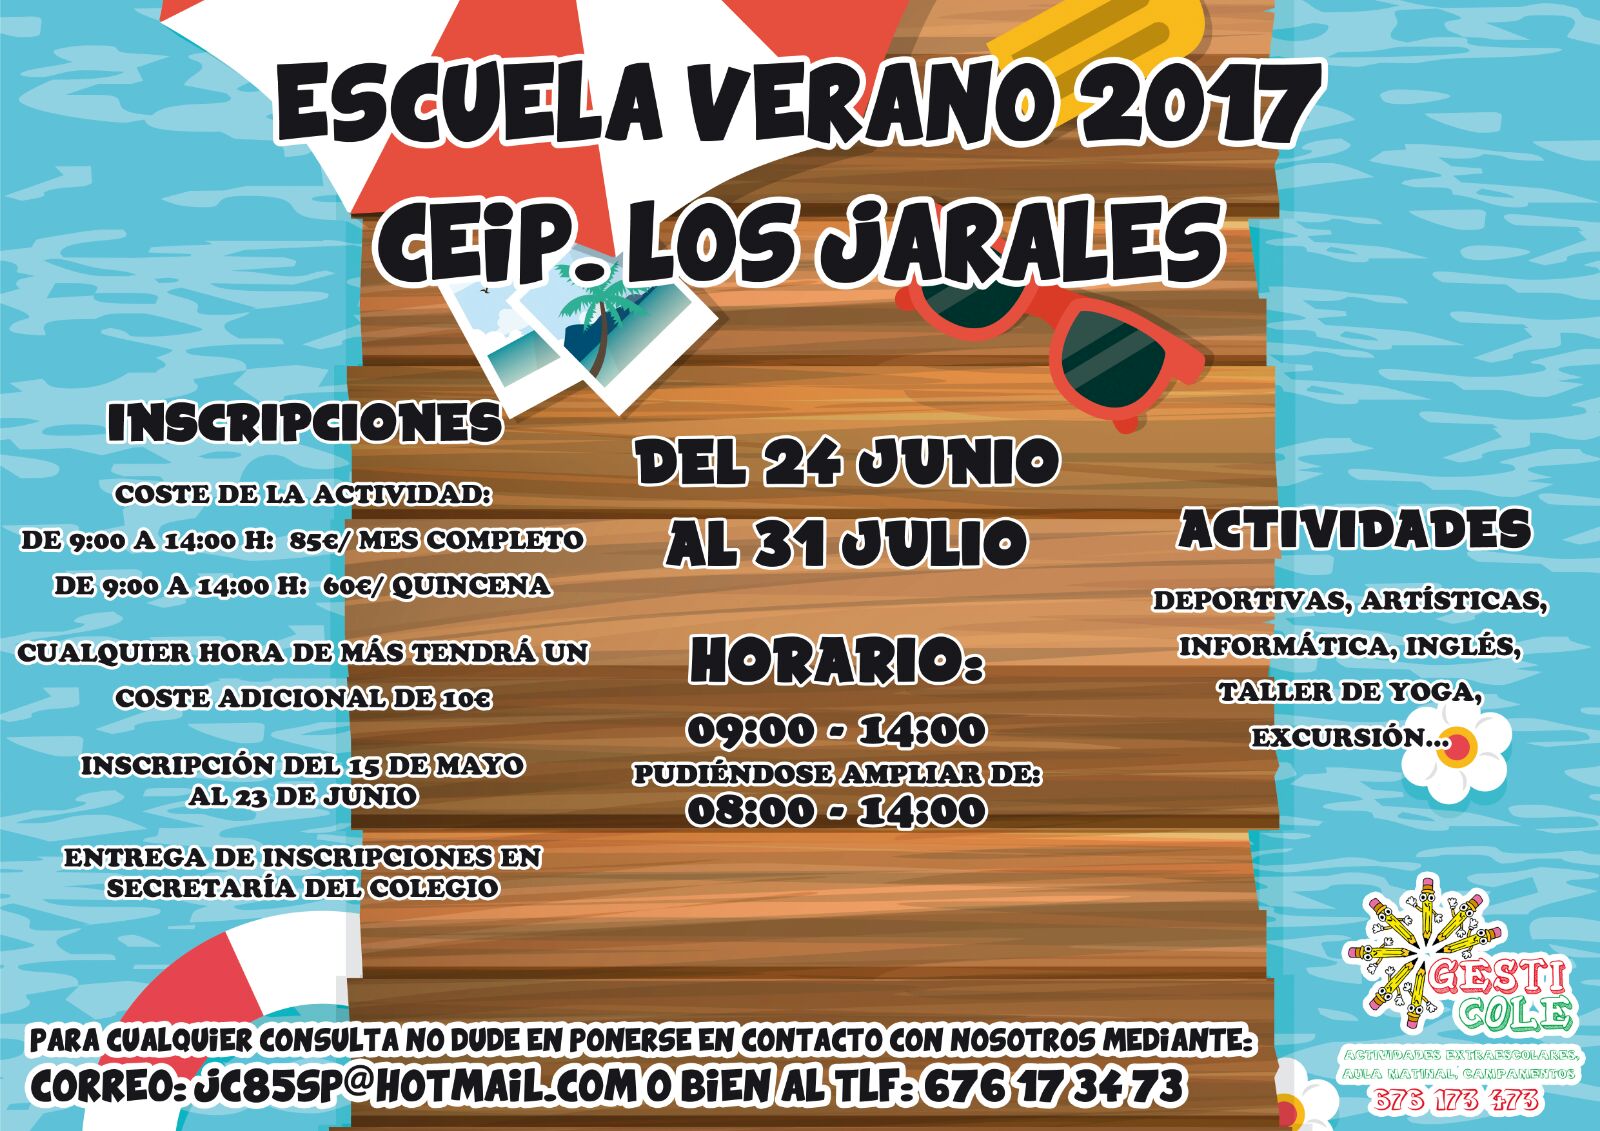 ESCUELA VERANO 2017
CEIP. LOS JARALES
INSCRIPCIONES
COSTE DE LA ACTIVIDAD:
DE 9:00 A 14:00 H: 85€/ MES COMPLETO
DE 9:00 A 14:00 H: 60€/ QUINCENA
CUALQUIER HORA DE MÁS TENDRÁ UN
COSTE ADICIONAL DE 10€
INSCRIPCIÓN DEL 15 DE MAYO
AL 23 DE JUNIO
ENTREGA DE INSCRIPCIONES EN
SECRETARÍA DEL COLEGIO
DEL 24 JUNIO
AL 31 JULIO
HORARIO:
09:00 - 14:00
PUDIÉNDOSE AMPLIAR DE:
08:00 - 14:00
ACTIVIDADES
DEPORTIVAS, ARTÍSTICAS,
INFORMÁTICA, INGLÉS,
TALLER DE YOGA,
EXCURSIÓN...
PARA CUALQUIER CONSULTA NO DUDE EN PONERSE EN CONTACTO CON NOSOTROS MEDIANTE:
CORREO: JC85SP@HOTMAIL.COM O BIEN AL TLF: 676 17 34 73
GESTI
COLE
ACTIVIDADES EXTRAESCOLARES,
AULA MATINAL, CAMPAMENTOS
676 173 473